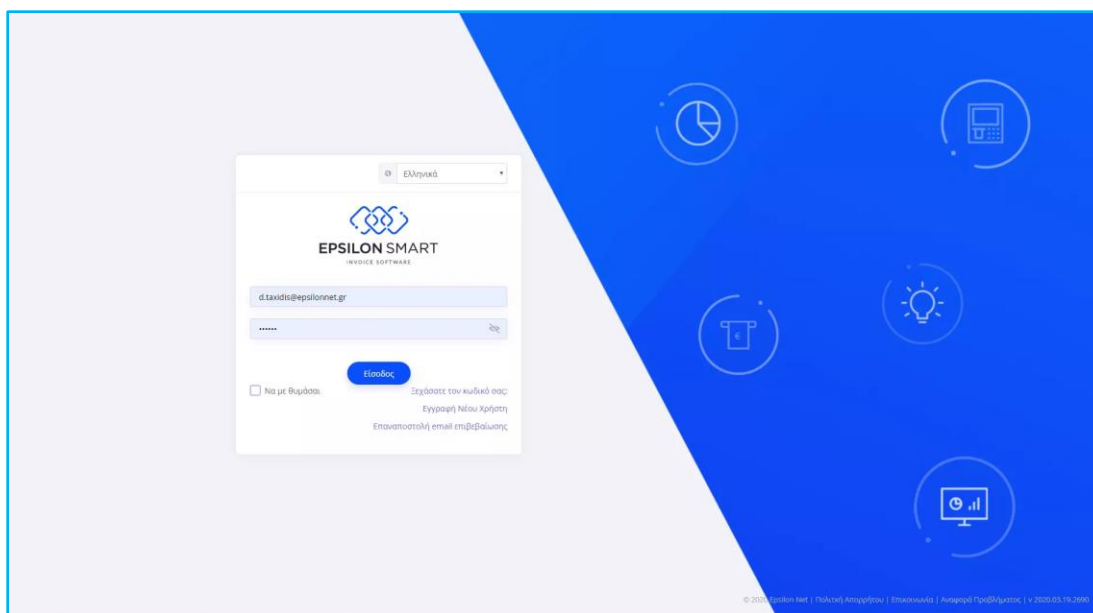 Ελληνικά
EPSILON SMART
INVOICE SOFTWARE
d.taxidis@epsilonnet.gr
••••••
Είσοδος
Να με θυμάσαι
Ξεχάσατε τον κωδικό σας;
Εγγραφή Νέου Χρήστη
Επαναποστολή email επιβεβαίωσης
€
© 2020 Epsilon Net | Πολιτική Απορρήτου | Επικοινωνία | Αναφορά Προβλήματος | v 2020.03.19.2690